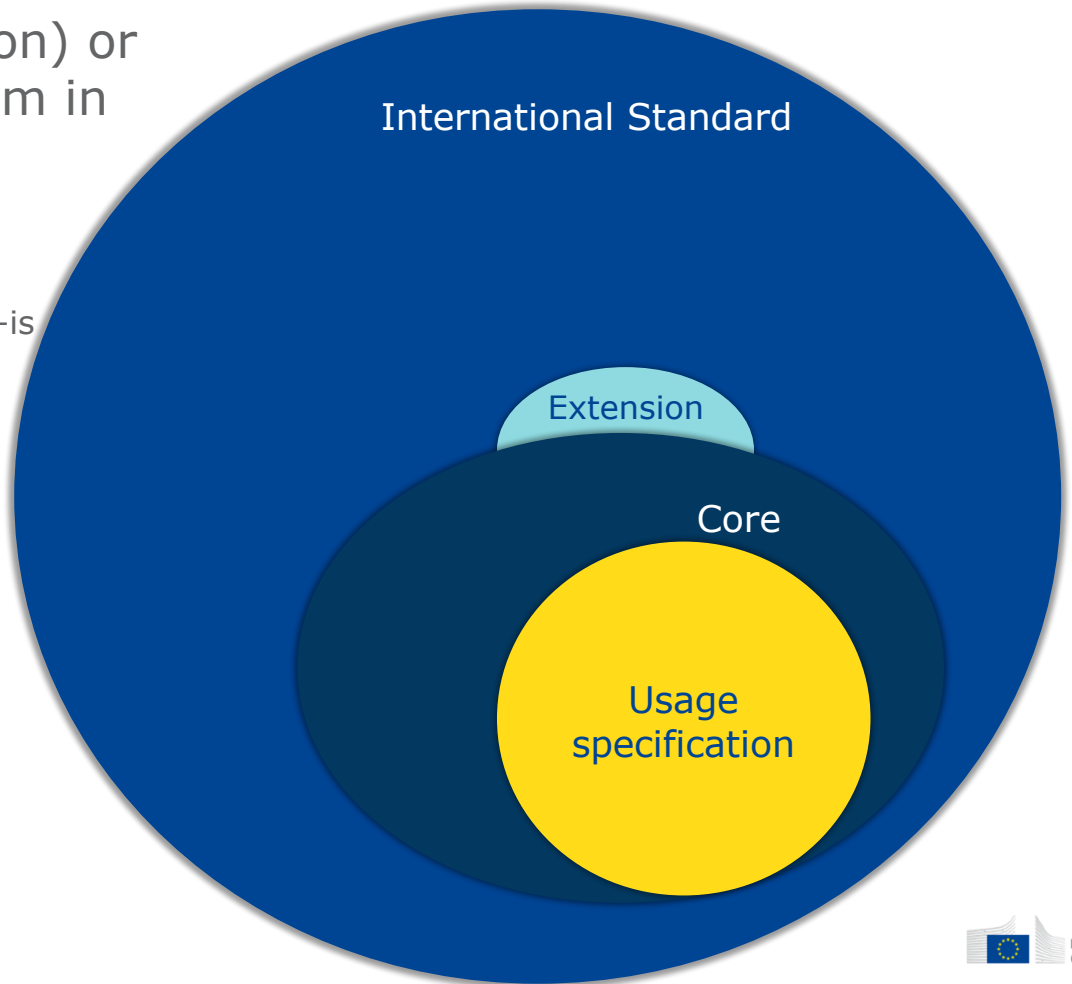 on) or
m in
International Standard
-is
Extension
Core
Usage
specification